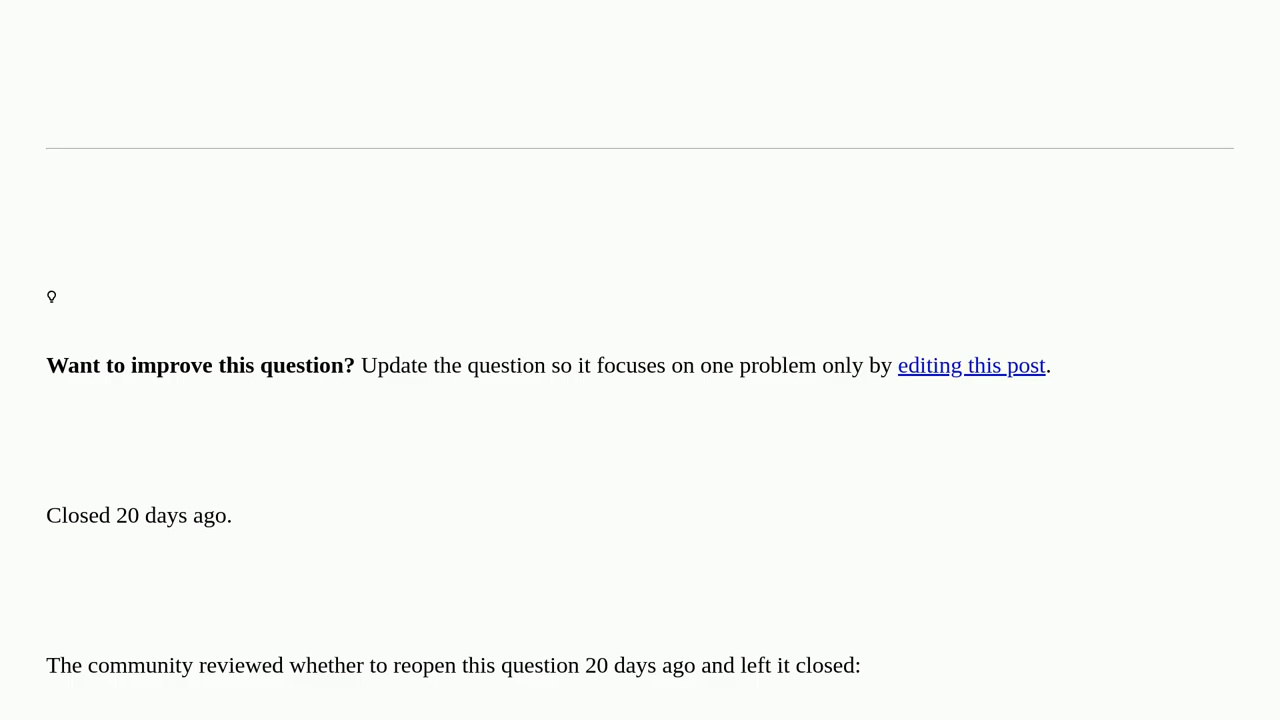 Want to improve this question? Update the question so it focuses on one problem only by editing this post.
Closed 20 days ago.
The community reviewed whether to reopen this question 20 days ago and left it closed: